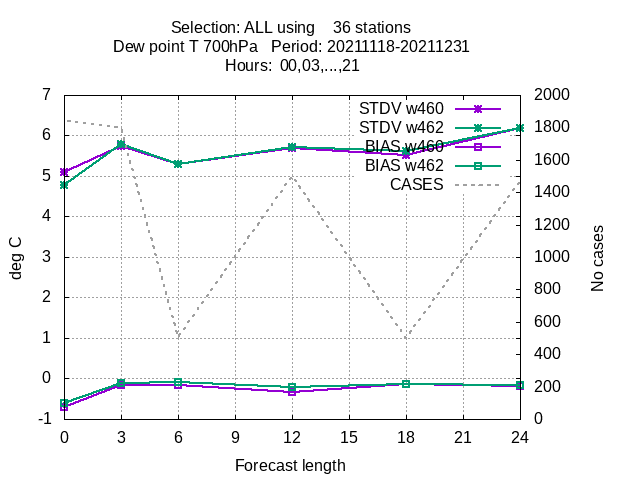 Selection: ALL using    36 stations
Dew point T 700hPa   Period: 20211118-20211231
Hours:  00,03,...,21
7
6
5
4
3
2
1
0
-1
deg C
2000
1800
1600
1400
1200
1000
800
600
400
200
0
No cases
STDV w460
STDV w462
BIAS w460
BIAS w462
CASES
0 3 6 9 12 15 18 21 24
Forecast length